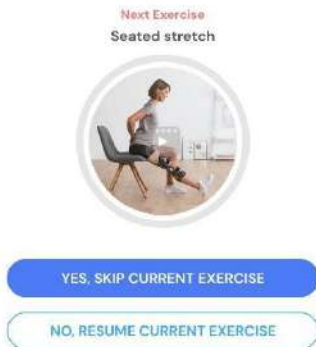 Next Exercise
Seated stretch
YES, SKIP CURRENT EXERCISE
NO, RESUME CURRENT EXERCISE